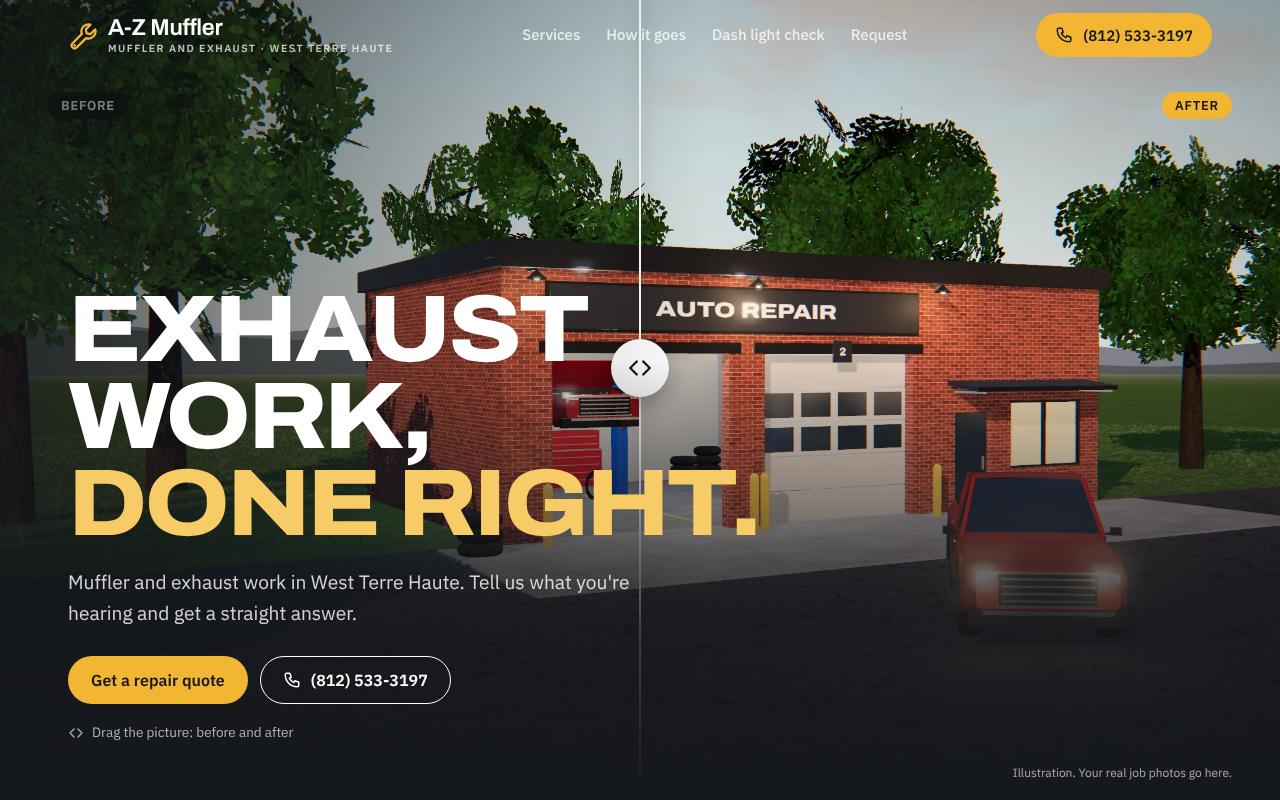 A-Z Muffler
MUFFLER AND EXHAUST · WEST TERRE HAUTE
Services
How it goes
Dash light check
Request
(812) 533-3197
BEFORE
AFTER
AUTO REPAIR
2
EXHAUST
WORK,
DONE RIGHT.
Muffler and exhaust work in West Terre Haute. Tell us what you're
hearing and get a straight answer.
Get a repair quote
(812) 533-3197
Drag the picture: before and after
Illustration. Your real job photos go here.